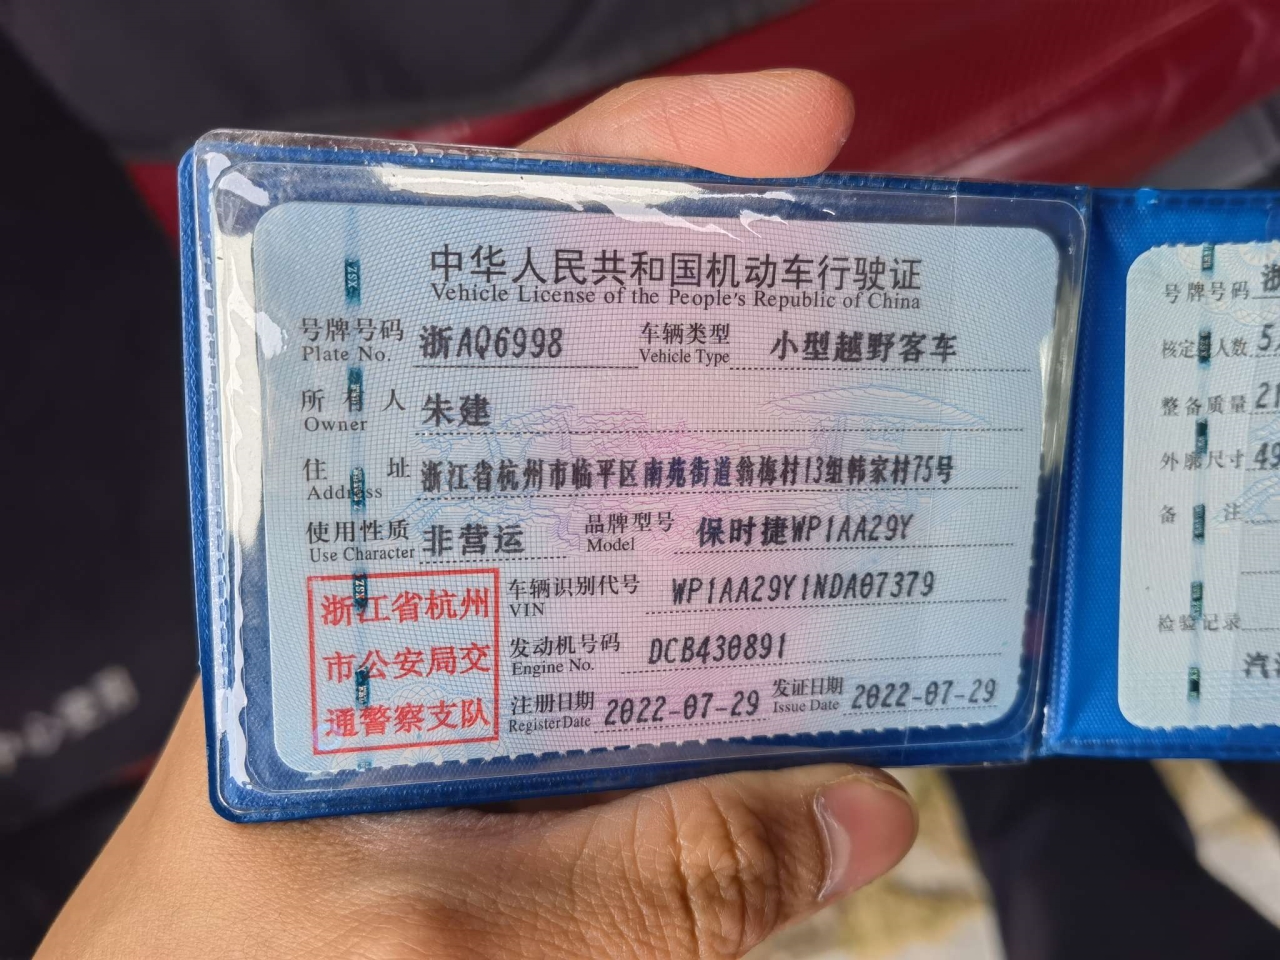 中华人民共和国机动车行驶证
Vehicle License of the People's Republic of China
号牌号码 浙AQ6998 车辆类型 小型越野客车
Plate No. Vehicle Type
所有人 朱建
Owner
住址 浙江省杭州市临平区南苑街道翁梅村13组韩家村75号
Address
使用性质 非营运 品牌型号 保时捷WP1AA29Y
Use Character Model
浙江省杭州
市公安局交
通警察支队
车辆识别代号 WP1AA29Y1NDA07379
VIN
发动机号码 DCB430891
Engine No.
注册日期 2022-07-29 发证日期 2022-07-29
Register Date Issue Date
号牌号码 浙
核定 人数 5
整备质量 21
外廓尺寸 49
备注
检验记录
XSZ